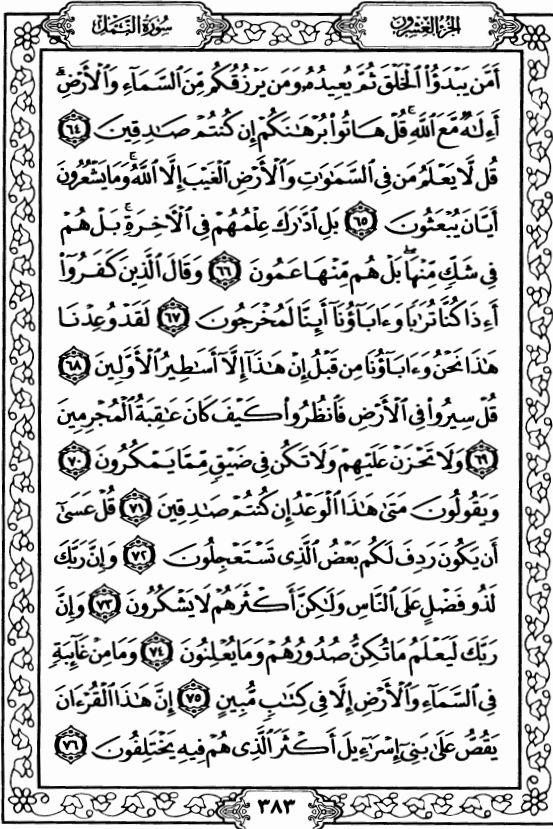 الجزء العشرون
سورة النمل
أَمَّن يَبْدَؤُا۟ ٱلْخَلْقَ ثُمَّ يُعِيدُهُۥ وَمَن يَرْزُقُكُم مِّنَ ٱلسَّمَآءِ وَٱلْأَرْضِ ۗ
أَءِلَٰهٌ مَّعَ ٱللَّهِ ۚ قُلْ هَاتُوا۟ بُرْهَٰنَكُمْ إِن كُنتُمْ صَٰدِقِينَ ٦٤
قُل لَّا يَعْلَمُ مَن فِى ٱلسَّمَٰوَٰتِ وَٱلْأَرْضِ ٱلْغَيْبَ إِلَّا ٱللَّهُ ۚ وَمَا يَشْعُرُونَ
أَيَّانَ يُبْعَثُونَ ٦٥ بَلِ ٱدَّٰرَكَ عِلْمُهُمْ فِى ٱلْءَاخِرَةِ ۚ بَلْ هُمْ
فِى شَكٍّ مِّنْهَا ۖ بَلْ هُم مِّنْهَا عَمُونَ ٦٦ وَقَالَ ٱلَّذِينَ كَفَرُوٓا۟
أَءِذَا كُنَّا تُرَٰبًا وَءَابَآؤُنَآ أَئِنَّا لَمُخْرَجُونَ ٦٧ لَقَدْ وُعِدْنَا
هَٰذَا نَحْنُ وَءَابَآؤُنَا مِن قَبْلُ إِنْ هَٰذَآ إِلَّآ أَسَٰطِيرُ ٱلْأَوَّلِينَ ٦٨
قُلْ سِيرُوا۟ فِى ٱلْأَرْضِ فَٱنظُرُوا۟ كَيْفَ كَانَ عَٰقِبَةُ ٱلْمُجْرِمِينَ
٦٩ وَلَا تَحْزَنْ عَلَيْهِمْ وَلَا تَكُن فِى ضَيْقٍ مِّمَّا يَمْكُرُونَ ٧٠
وَيَقُولُونَ مَتَىٰ هَٰذَا ٱلْوَعْدُ إِن كُنتُمْ صَٰدِقِينَ ٧١ قُلْ عَسَىٰٓ
أَن يَكُونَ رَدِفَ لَكُم بَعْضُ ٱلَّذِى تَسْتَعْجِلُونَ ٧٢ وَإِنَّ رَبَّكَ
لَذُو فَضْلٍ عَلَى ٱلنَّاسِ وَلَٰكِنَّ أَكْثَرَهُمْ لَا يَشْكُرُونَ ٧٣ وَإِنَّ
رَبَّكَ لَيَعْلَمُ مَا تُكِنُّ صُدُورُهُمْ وَمَا يُعْلِنُونَ ٧٤ وَمَا مِنْ غَآئِبَةٍ
فِى ٱلسَّمَآءِ وَٱلْأَرْضِ إِلَّا فِى كِتَٰبٍ مُّبِينٍ ٧٥ إِنَّ هَٰذَا ٱلْقُرْءَانَ
يَقُصُّ عَلَىٰ بَنِىٓ إِسْرَٰٓءِيلَ أَكْثَرَ ٱلَّذِى هُمْ فِيهِ يَخْتَلِفُونَ ٧٦
٣٨٣